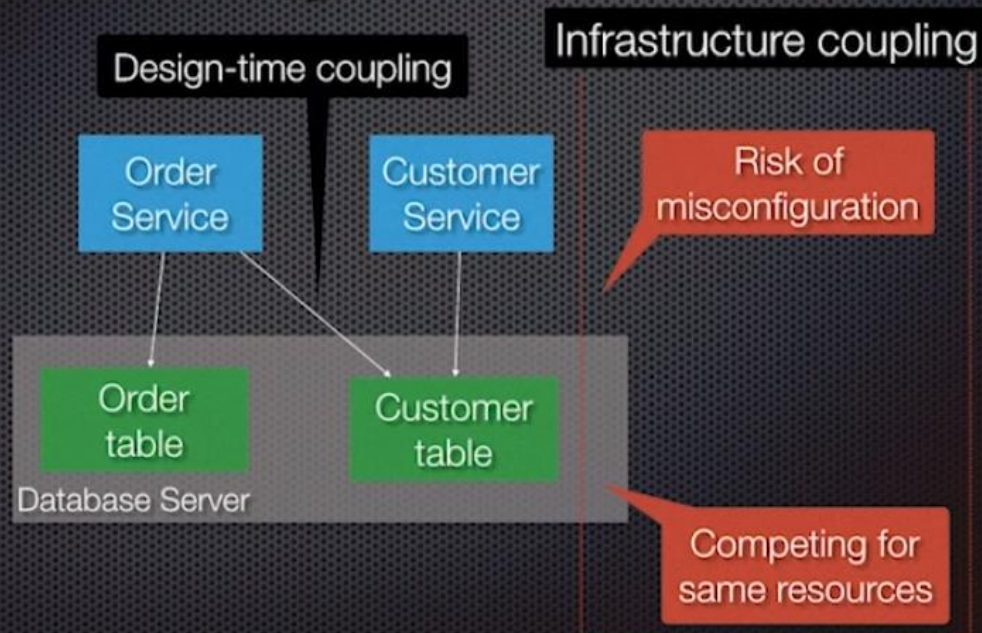 Design-time coupling
Infrastructure coupling
Order
Service
Customer
Service
Risk of
misconfiguration
Order
table
Customer
table
Database Server
Competing for
same resources